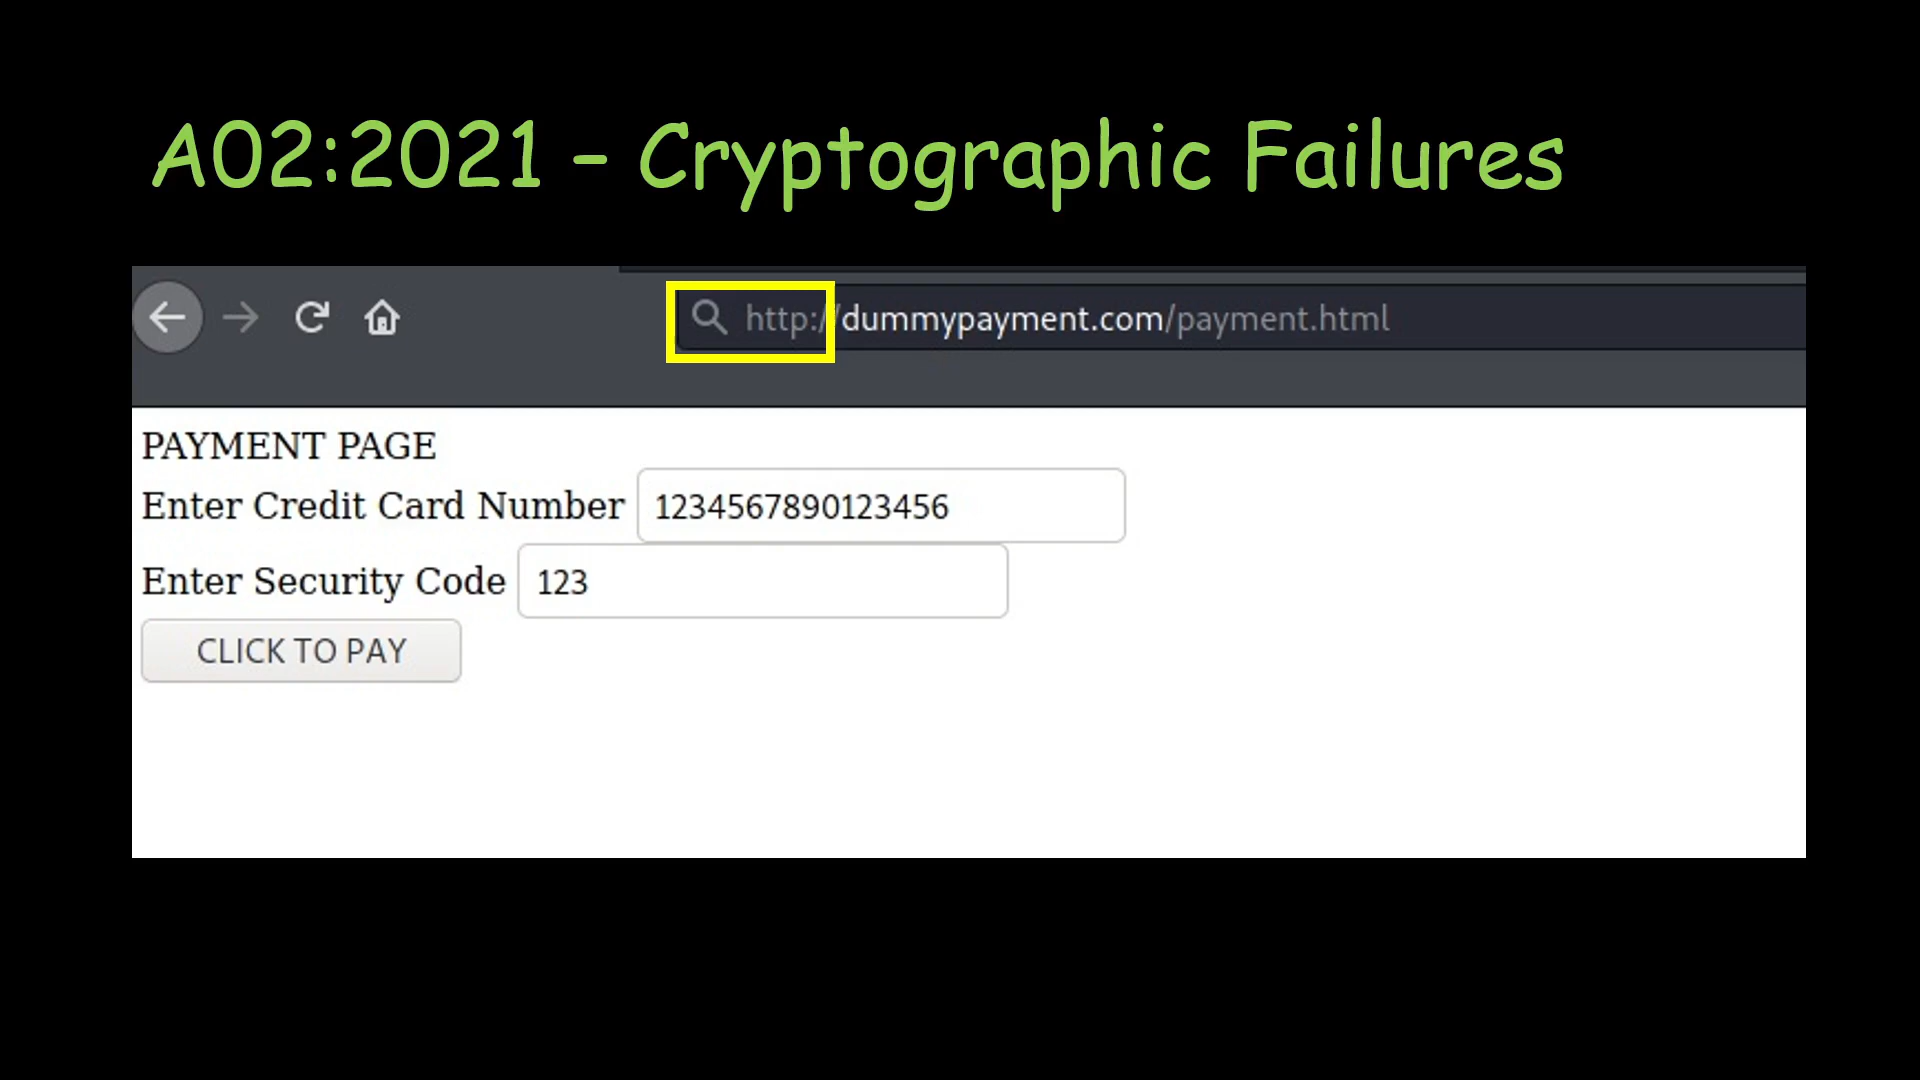 A02:2021 – Cryptographic Failures
http://dummypayment.com/payment.html
PAYMENT PAGE
Enter Credit Card Number 1234567890123456
Enter Security Code 123
CLICK TO PAY